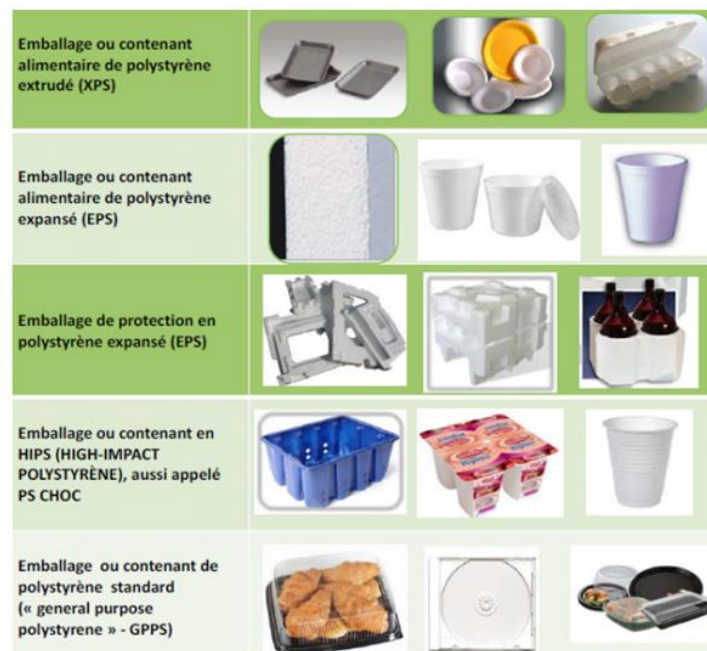 Emballage ou contenant
alimentaire de polystyrène
extrudé (XPS)
Emballage ou contenant
alimentaire de polystyrène
expansé (EPS)
Emballage de protection en
polystyrène expansé (EPS)
Emballage ou contenant en
HIPS (HIGH-IMPACT
POLYSTYRÈNE), aussi appelé
PS CHOC
Emballage ou contenant de
polystyrène standard
(« general purpose
polystyrene » - GPPS)